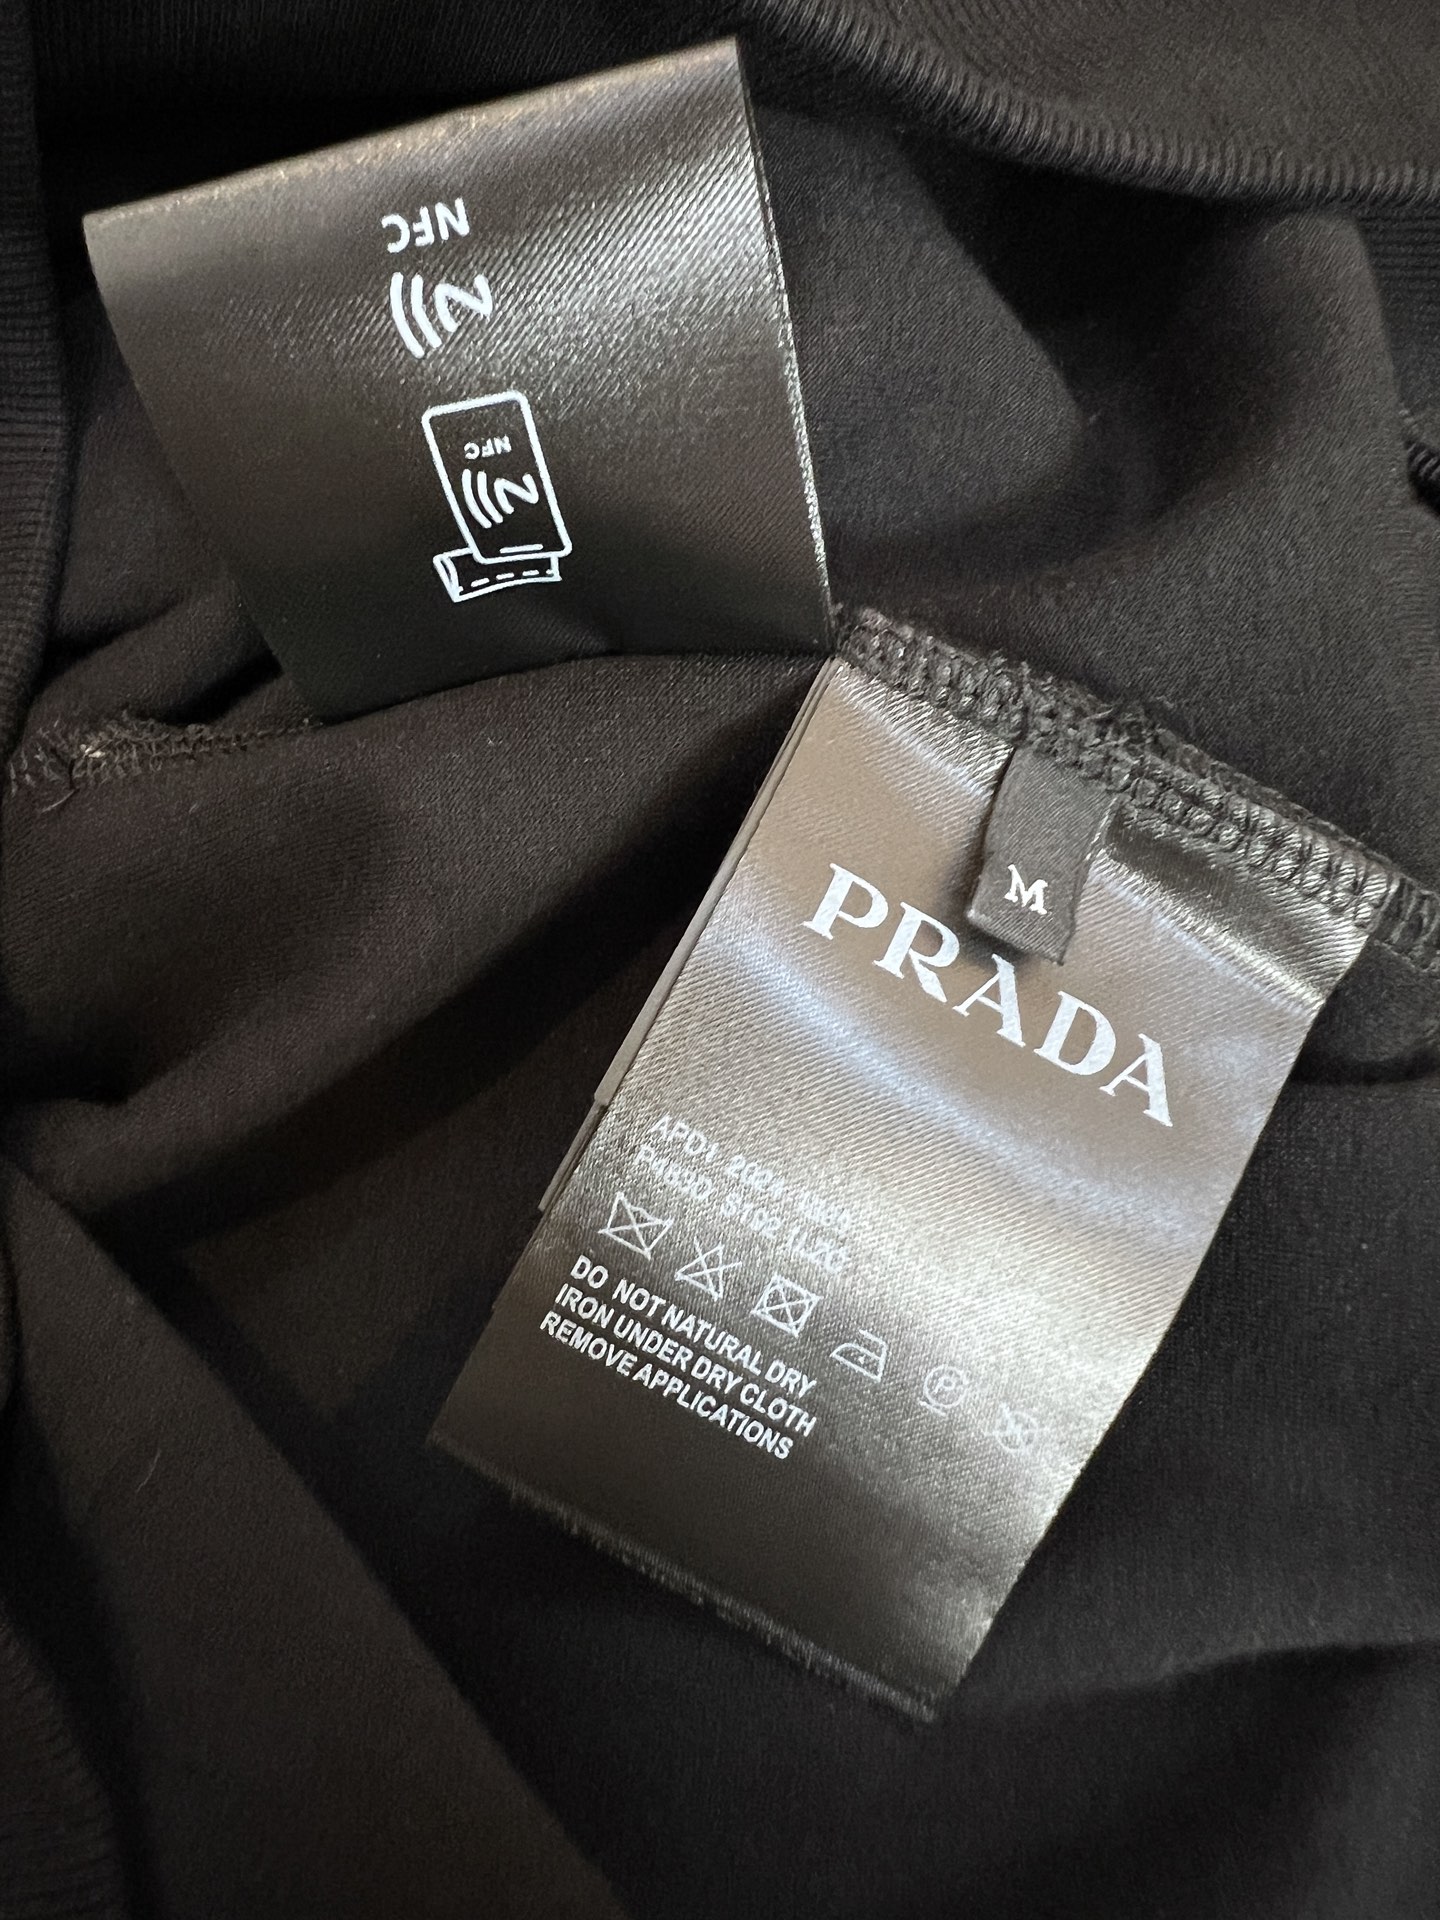 NFC
NFC
M
PRADA
DO NOT NATURAL DRY
IRON UNDER DRY CLOTH
REMOVE APPLICATIONS